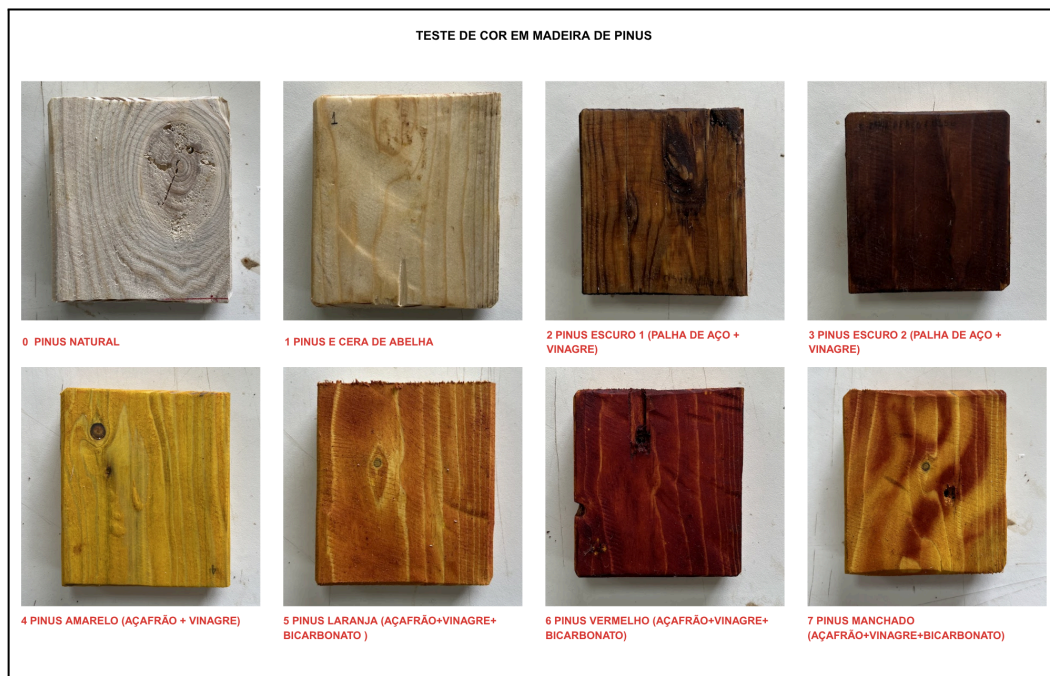 TESTE DE COR EM MADEIRA DE PINUS
1
0 PINUS NATURAL
1 PINUS E CERA DE ABELHA
2 PINUS ESCURO 1 (PALHA DE AÇO +
VINAGRE)
3 PINUS ESCURO 2 (PALHA DE AÇO +
VINAGRE)
4 PINUS AMARELO (AÇAFRÃO + VINAGRE)
5 PINUS LARANJA (AÇAFRÃO+VINAGRE+
BICARBONATO )
6 PINUS VERMELHO (AÇAFRÃO+VINAGRE+
BICARBONATO)
7 PINUS MANCHADO
(AÇAFRÃO+VINAGRE+BICARBONATO)